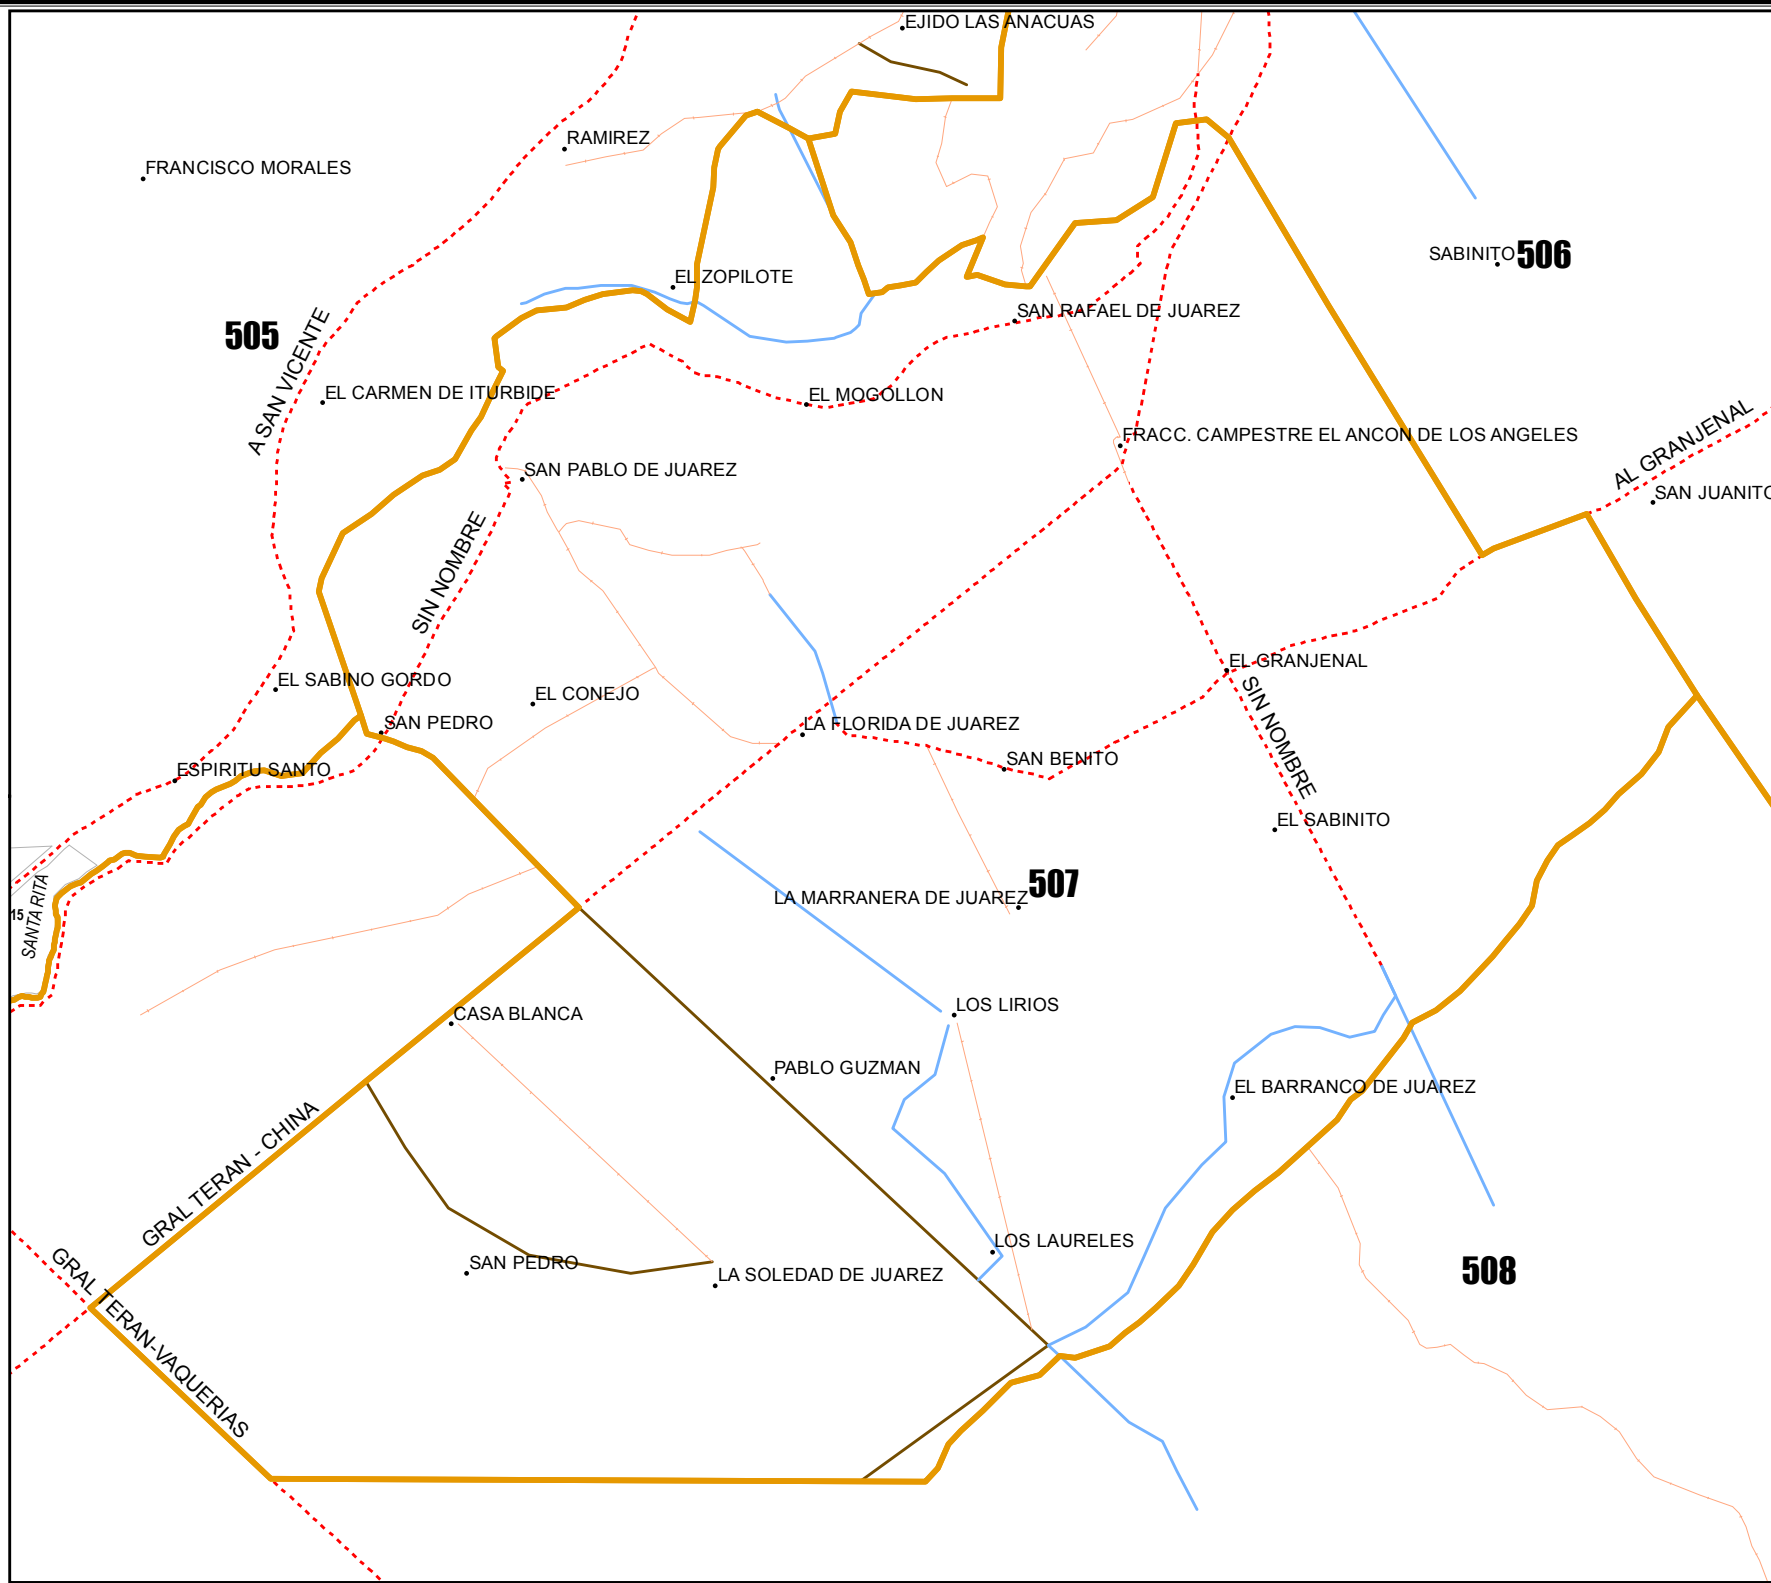 EJIDO LAS ANACUAS
RAMIREZ
FRANCISCO MORALES
SABINITO
506
EL ZOPILOTE
SAN RAFAEL DE JUAREZ
505
A SAN VICENTE
EL CARMEN DE ITURBIDE
EL MOGOLLON
FRACC. CAMPESTRE EL ANCON DE LOS ANGELES
AL GRANJENAL
SAN JUANITO
SAN PABLO DE JUAREZ
SIN NOMBRE
EL GRANJENAL
EL SABINO GORDO
EL CONEJO
SIN NOMBRE
SAN PEDRO
LA FLORIDA DE JUAREZ
SAN BENITO
ESPIRITU SANTO
EL SABINITO
507
LA MARRANERA DE JUAREZ
15
SANTA RITA
LOS LIRIOS
CASA BLANCA
PABLO GUZMAN
EL BARRANCO DE JUAREZ
GRAL TERAN - CHINA
LOS LAURELES
SAN PEDRO
LA SOLEDAD DE JUAREZ
508
GRAL TERAN-VAQUERIAS